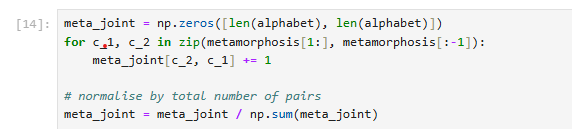 [14]: meta_joint = np.zeros([len(alphabet), len(alphabet)])
for c_1, c_2 in zip(metamorphosis[1:], metamorphosis[:-1]):
    meta_joint[c_2, c_1] += 1

# normalise by total number of pairs
meta_joint = meta_joint / np.sum(meta_joint)